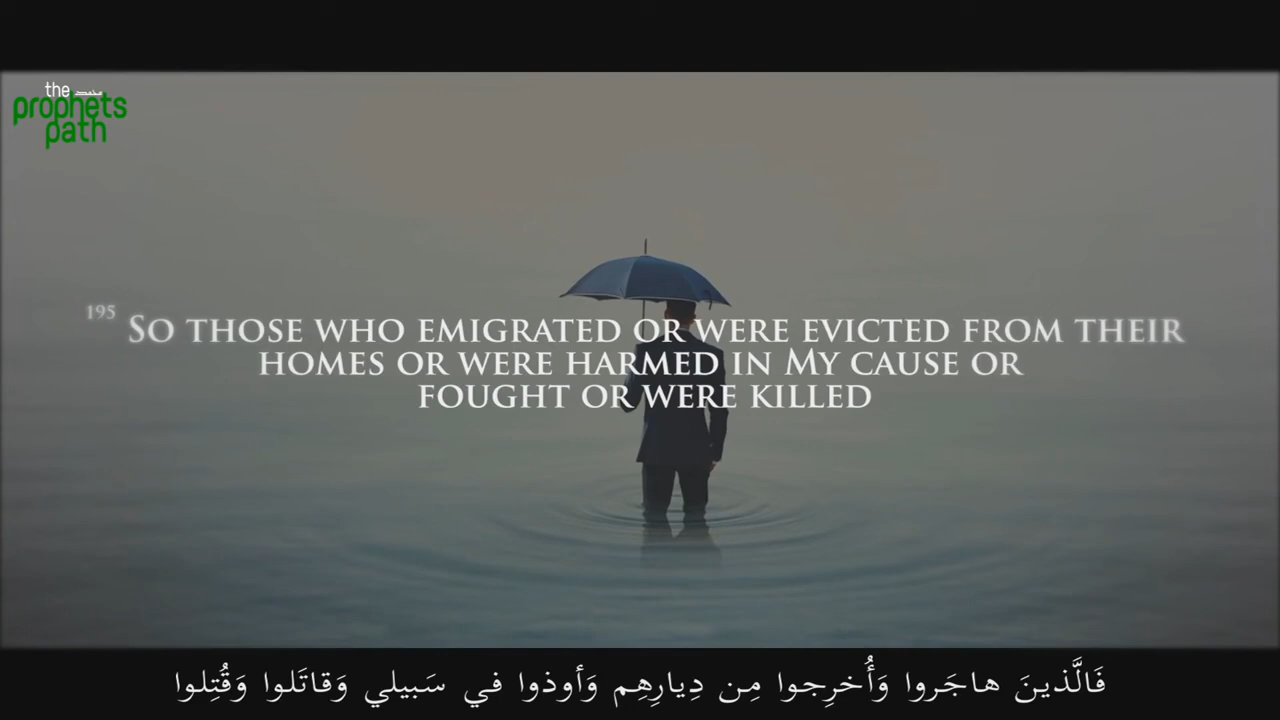 the
prophets
path
195 So those who emigrated or were evicted from their
homes or were harmed in My cause or
fought or were killed
فَالَّذينَ هاجَروا وَأُخرِجوا مِن دِيارِهِم وَأوذوا في سَبيلي وَقاتَلوا وَقُتِلوا